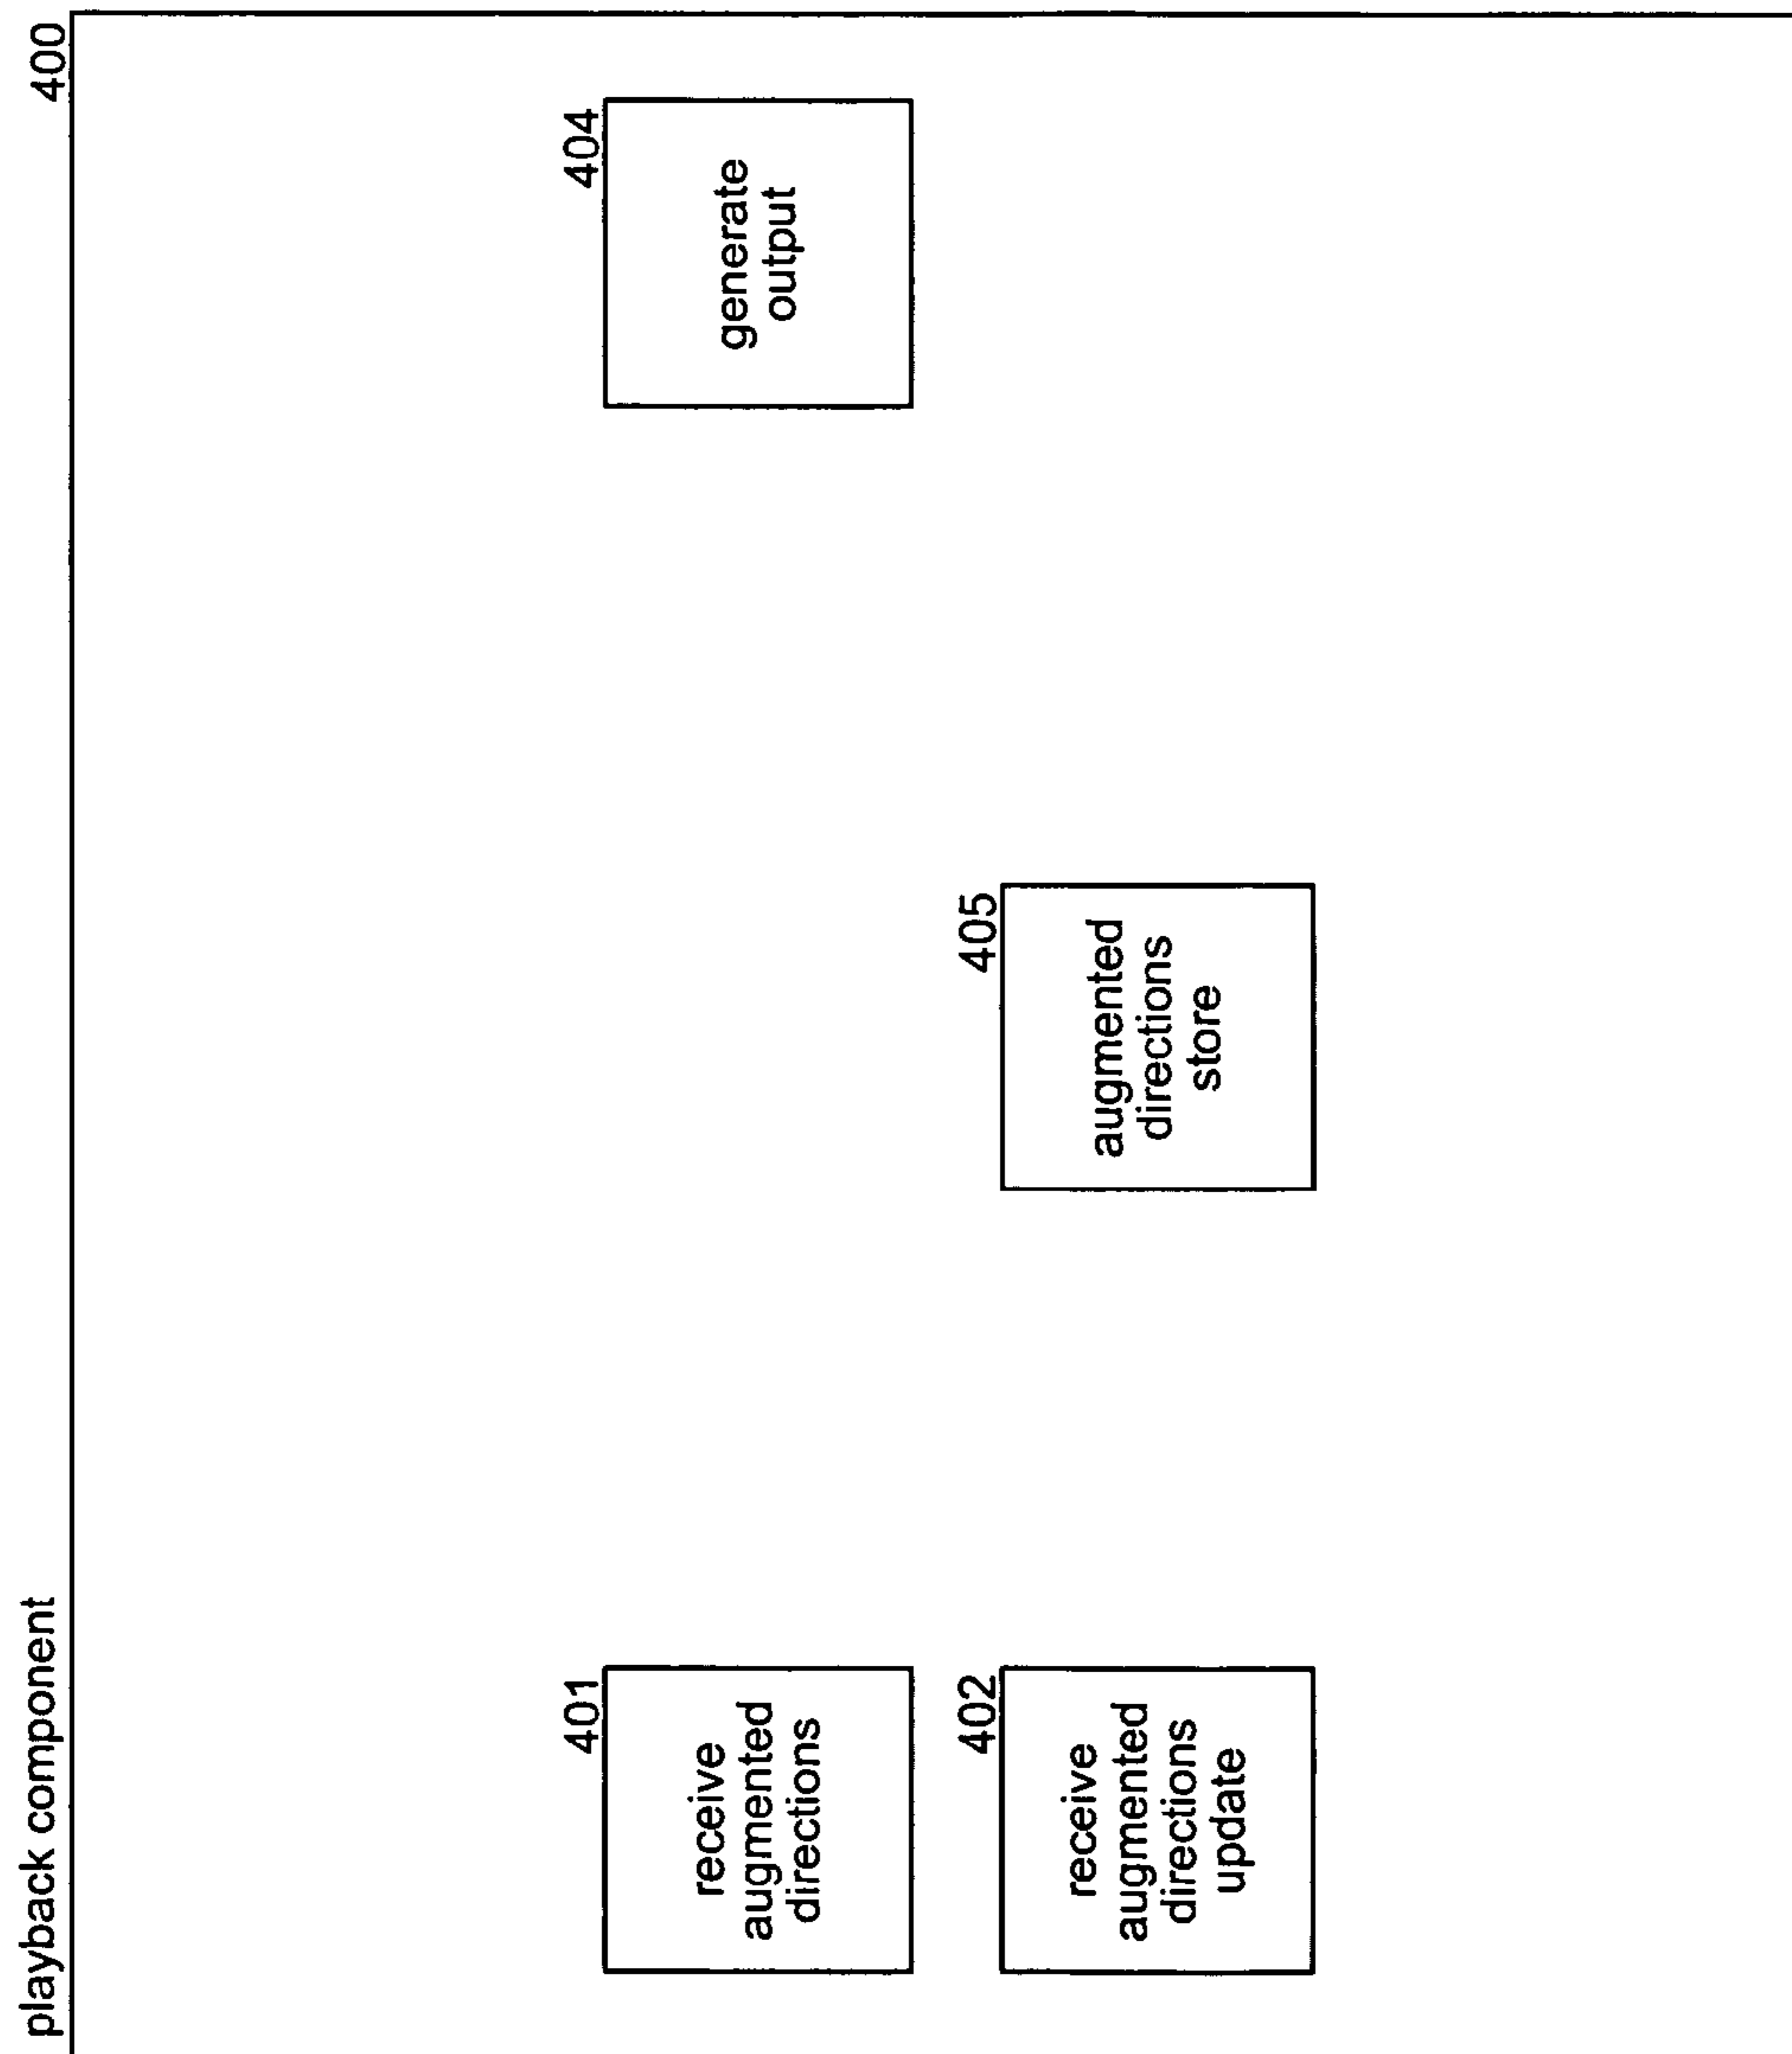 playback component
400
401
receive
augmented
directions
404
generate
output
402
receive
augmented
directions
update
405
augmented
directions
store